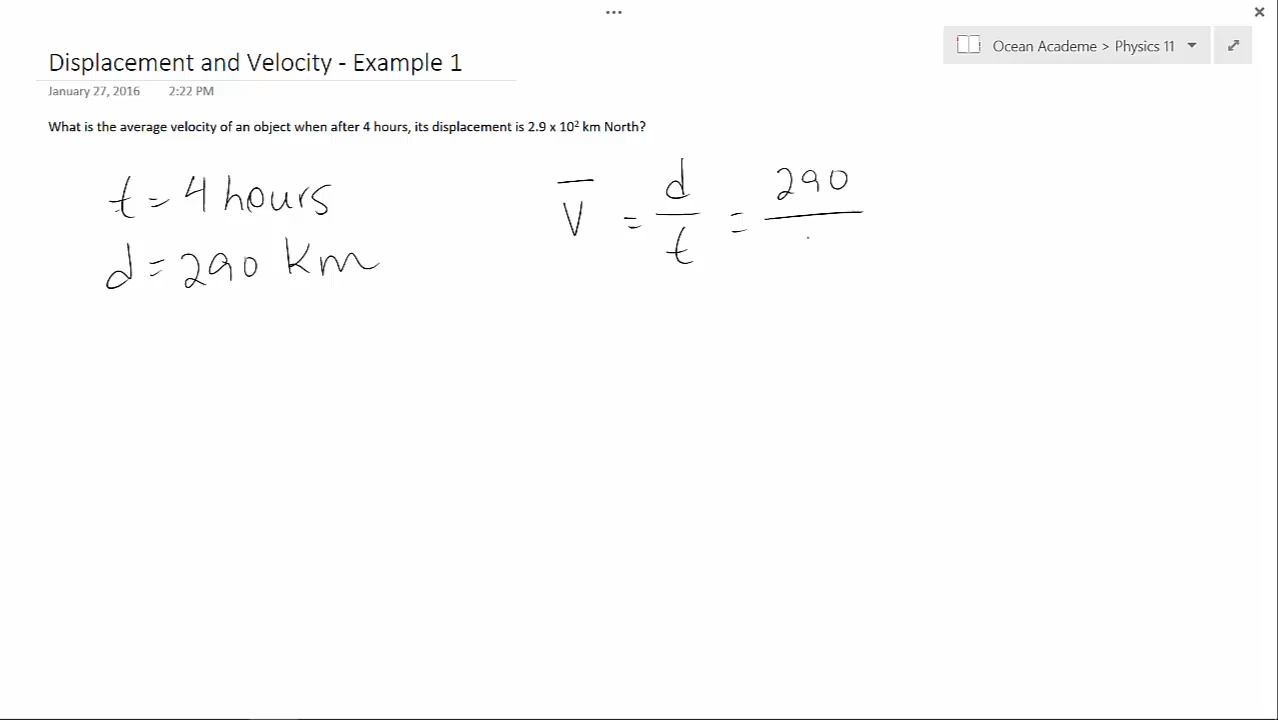 ...
Ocean Academe > Physics 11
Displacement and Velocity - Example 1
January 27, 2016 2:22 PM
What is the average velocity of an object when after 4 hours, its displacement is 2.9 x 10² km North?
t = 4 hours
d = 290 km
V̅ = d/t = 290/